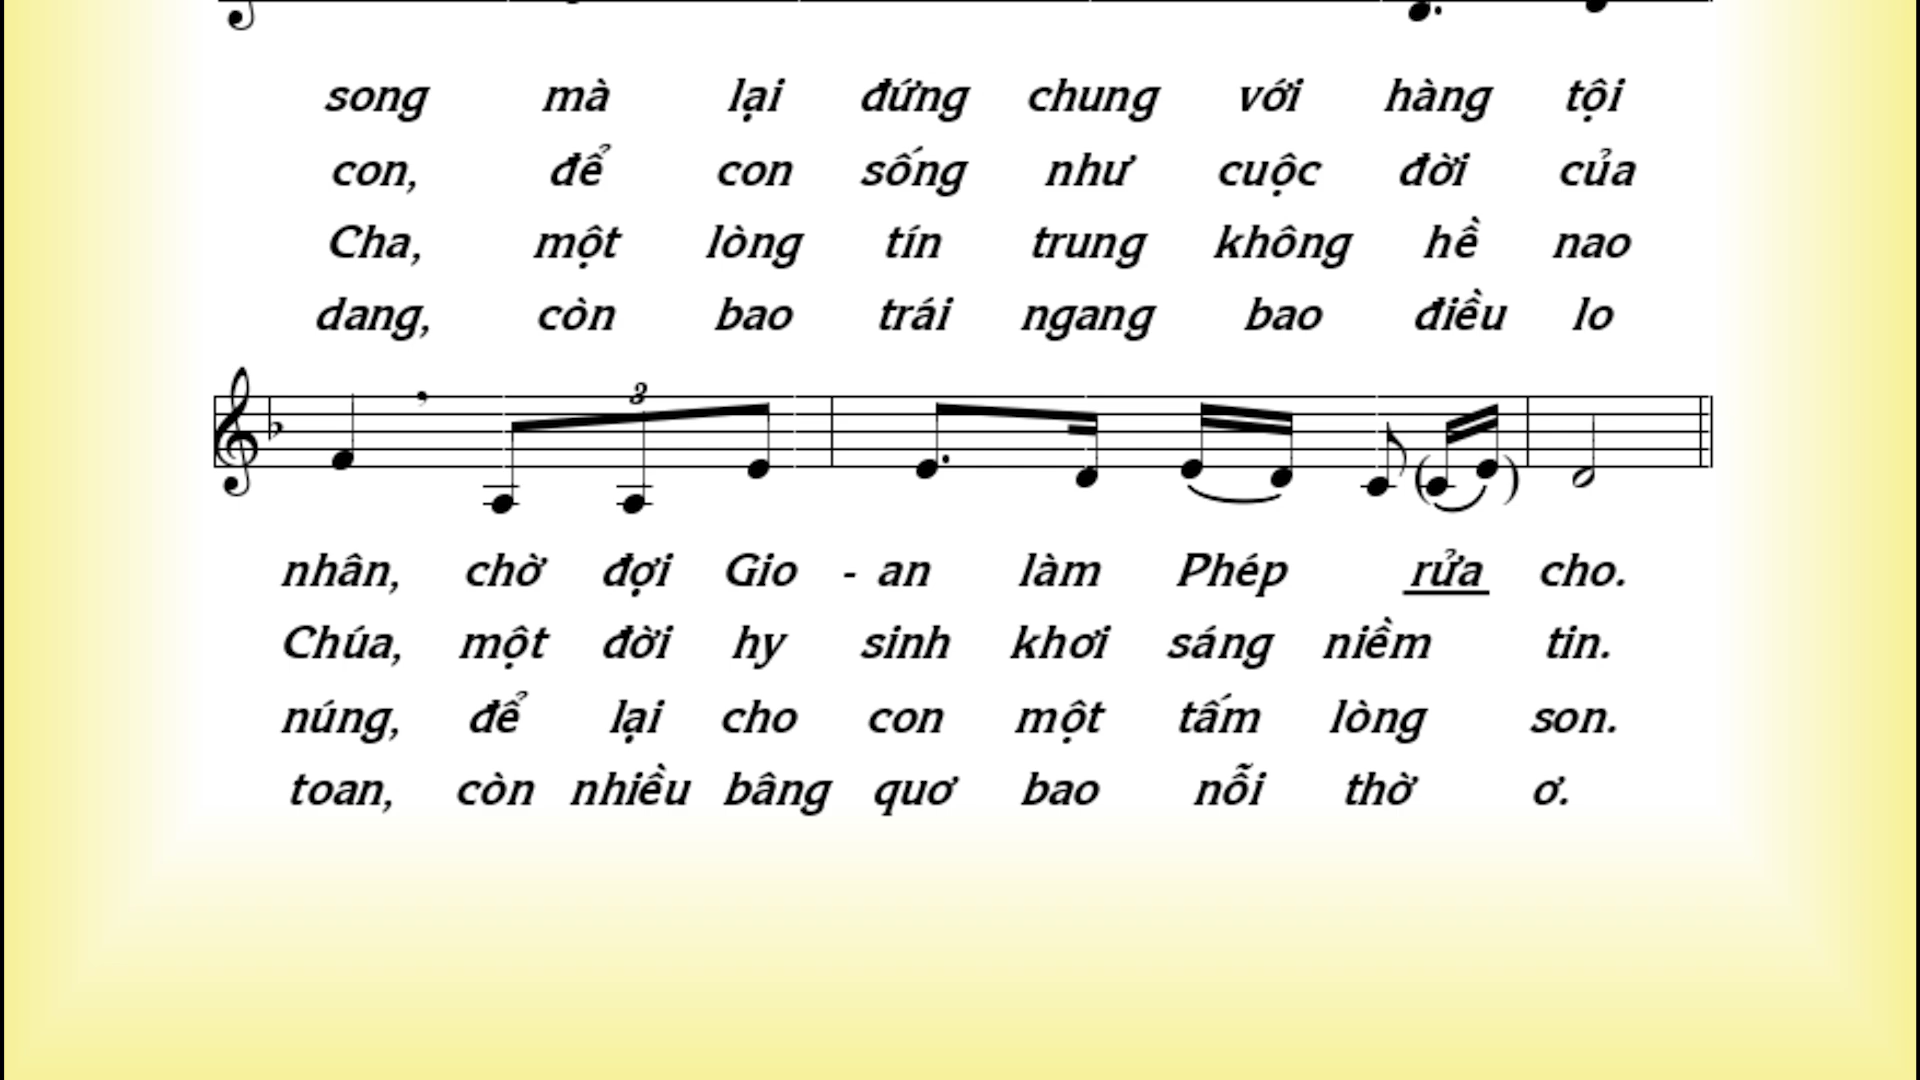 song mà lại đứng chung với hàng tội
con, để con sống như cuộc đời của
Cha, một lòng tín trung không hề nao
dang, còn bao trái ngang bao điều lo
3
nhân, chờ đợi Gio - an làm Phép rửa cho.
Chúa, một đời hy sinh khơi sáng niềm tin.
núng, để lại cho con một tấm lòng son.
toan, còn nhiều bâng quơ bao nỗi thờ ơ.